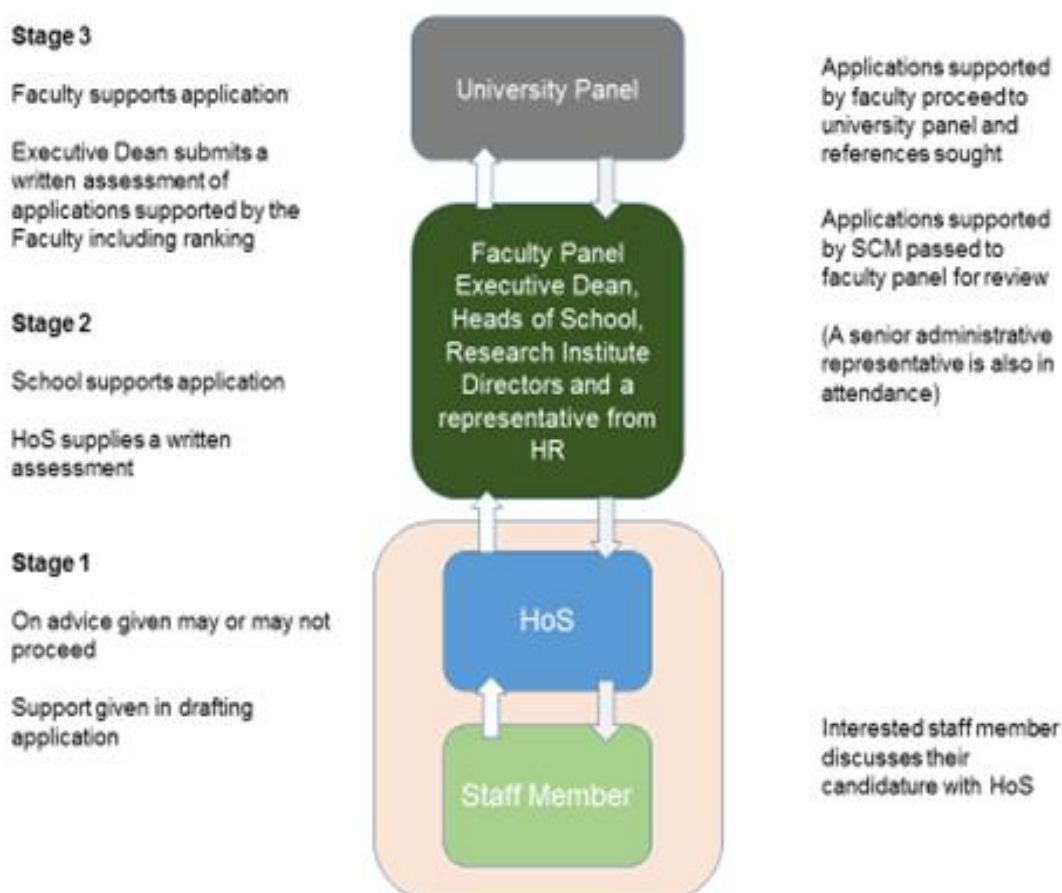 Stage 3
Faculty supports application
Executive Dean submits a
written assessment of
applications supported by the
Faculty including ranking
Stage 2
School supports application
HoS supplies a written
assessment
Stage 1
On advice given may or may not
proceed
Support given in drafting
application
University Panel
Faculty Panel
Executive Dean,
Heads of School,
Research Institute
Directors and a
representative from
HR
HoS
Staff Member
Applications supported
by faculty proceed to
university panel and
references sought
Applications supported
by SCM passed to
faculty panel for review
(A senior administrative
representative is also in
attendance)
Interested staff member
discusses their
candidature with HoS